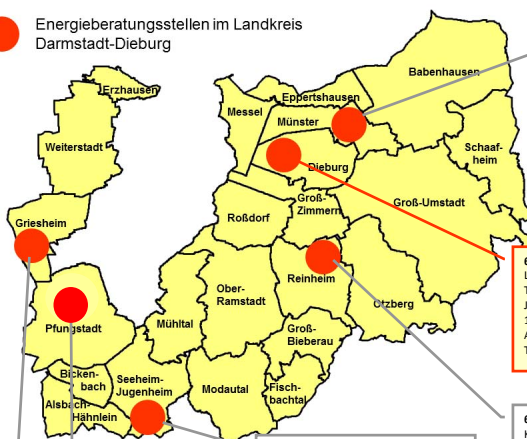 Energieberatungsstellen im Landkreis
Darmstadt-Dieburg
Babenhausen
Erzhausen
Eppertshausen
Messel
Münster
Weiterstadt
Schaaf-
heim
Dieburg
Groß-
Zimmern
Groß-Umstadt
Roßdorf
Griesheim
Reinheim
Ober-
Ramstadt
Otzberg
Pfungstadt
Mühltal
Groß-
Bieberau
Bicken-
bach
Seeheim-
Jugenheim
Modautal
Fisch-
bachtal
Alsbach-
Hähnlein